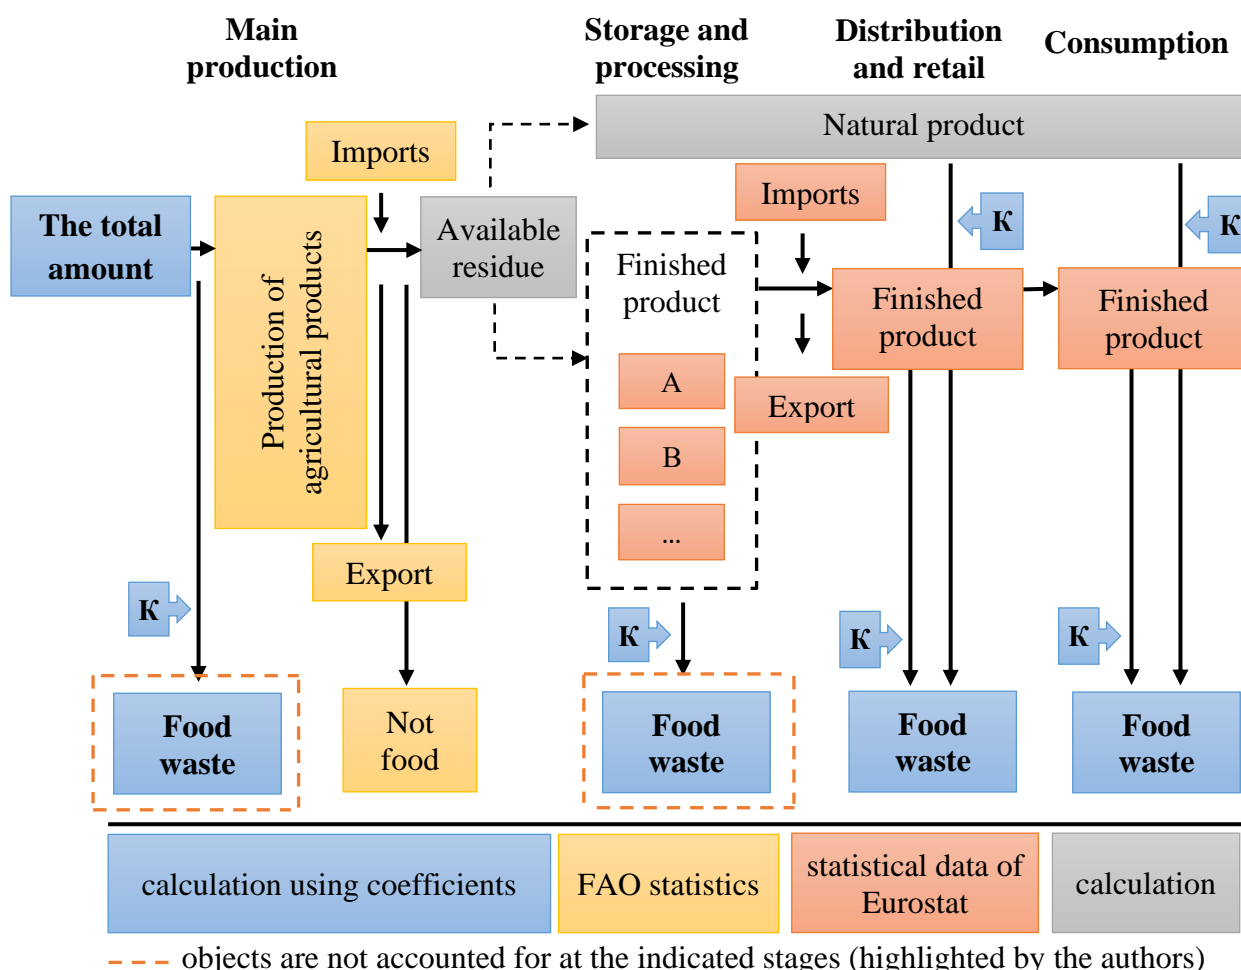 Main
production
Storage and
processing
Distribution
and retail
Consumption
Natural product
Imports
Imports
К
К
The total
amount
Production of
agricultural products
Available
residue
Finished
product
Finished
product
Finished
product
A
Export
B
...
Export
К
К
К
К
Food
waste
Not
food
Food
waste
Food
waste
Food
waste
calculation using coefficients
FAO statistics
statistical data of
Eurostat
calculation
objects are not accounted for at the indicated stages (highlighted by the authors)